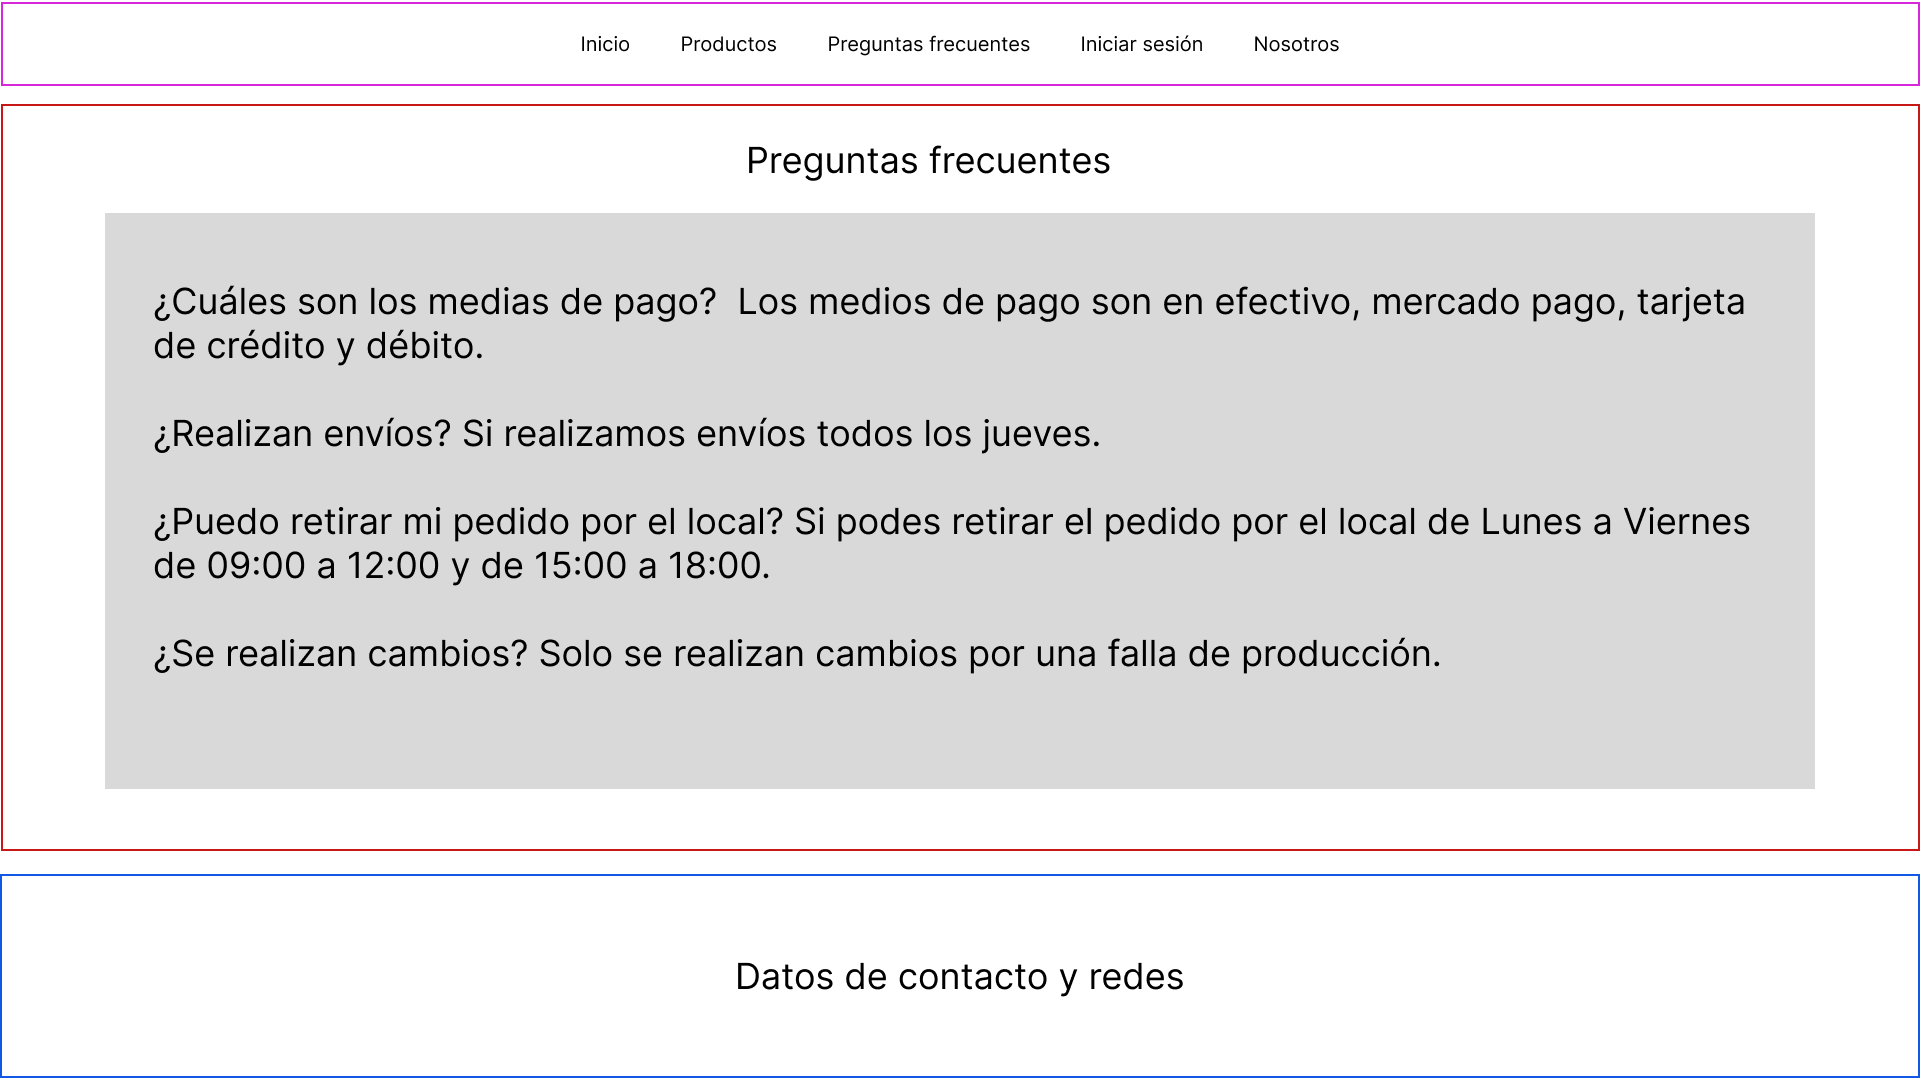 Inicio Productos Preguntas frecuentes Iniciar sesión Nosotros
Preguntas frecuentes
¿Cuáles son los medias de pago?  Los medios de pago son en efectivo, mercado pago, tarjeta
de crédito y débito.
¿Realizan envíos? Si realizamos envíos todos los jueves.
¿Puedo retirar mi pedido por el local? Si podes retirar el pedido por el local de Lunes a Viernes
de 09:00 a 12:00 y de 15:00 a 18:00.
¿Se realizan cambios? Solo se realizan cambios por una falla de producción.
Datos de contacto y redes